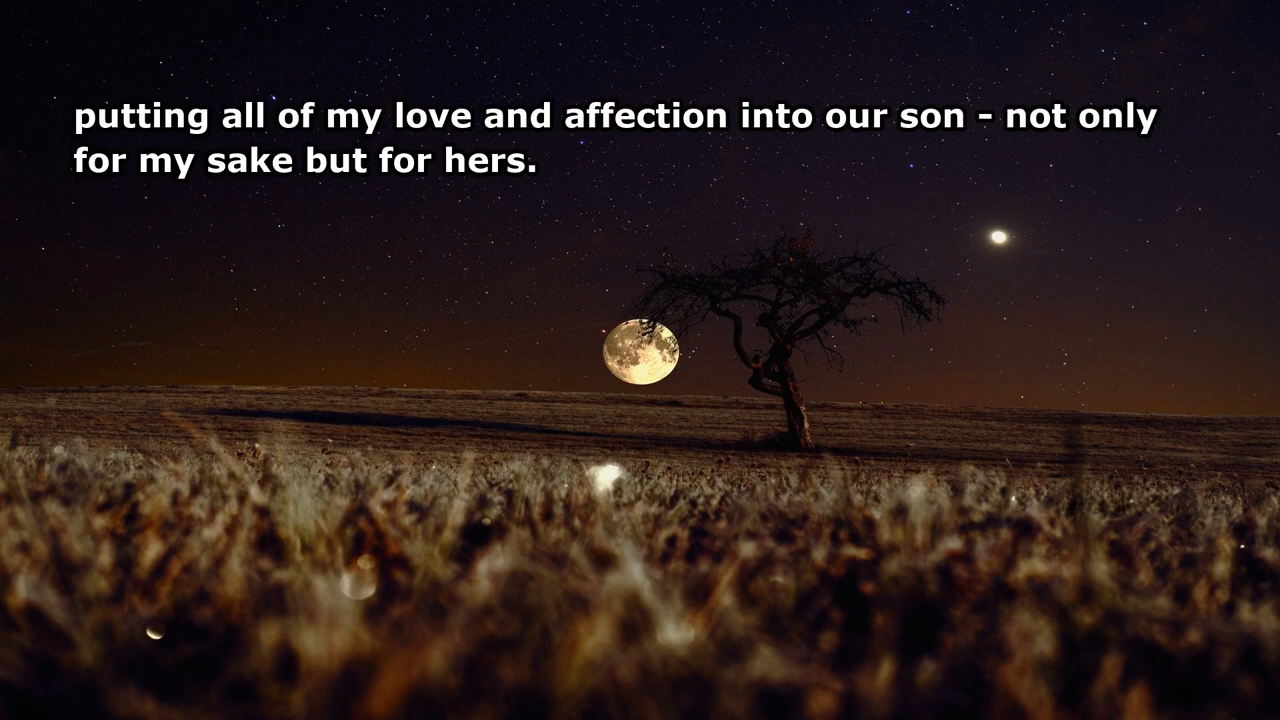 putting all of my love and affection into our son - not only
for my sake but for hers.